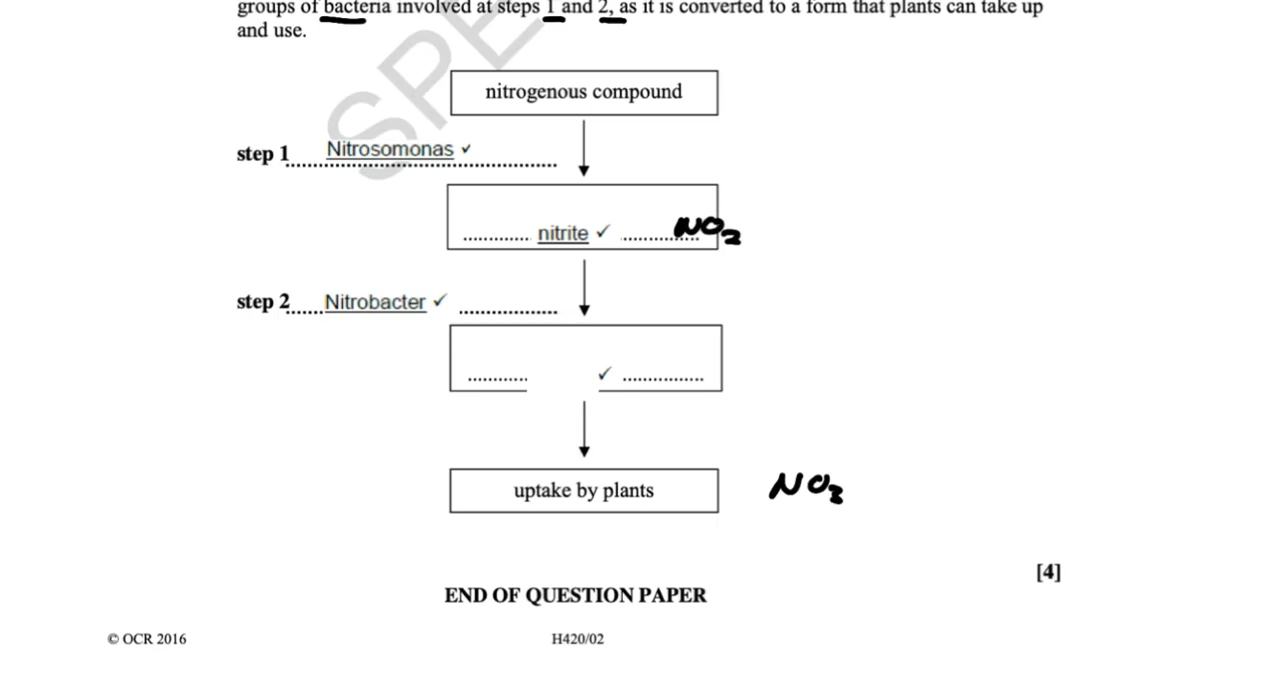 groups of bacteria involved at steps 1 and 2, as it is converted to a form that plants can take up
and use.
SPE
nitrogenous compound
step 1......Nitrosomonas ✓..................
............. nitrite ✓ ............... NO₂
step 2.......Nitrobacter ✓ ...................
............ ✓ ................
uptake by plants NO₃
[4]
END OF QUESTION PAPER
© OCR 2016 H420/02